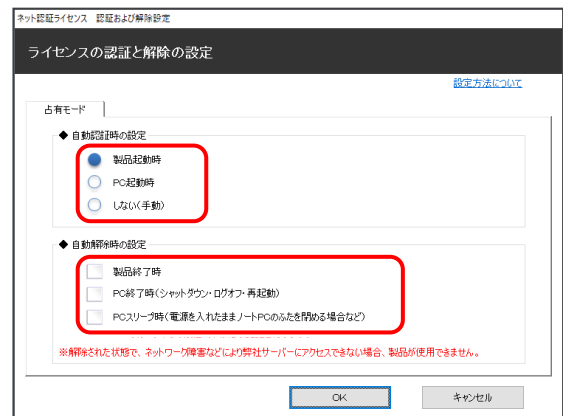 ネット認証ライセンス 認証および解除設定
ライセンスの認証と解除の設定
設定方法について
占有モード
◆ 自動認証時の設定
製品起動時
PC起動時
しない(手動)
◆ 自動解除時の設定
製品終了時
PC終了時(シャットダウン・ログオフ・再起動)
PCスリープ時(電源を入れたままノートPCのふたを閉める場合など)
※解除された状態で、ネットワーク障害などにより弊社サーバーにアクセスできない場合、製品が使用できません。
OK
キャンセル